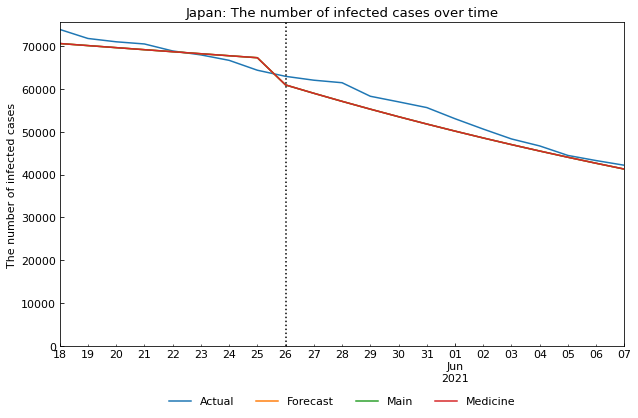 Japan: The number of infected cases over time
The number of infected cases
70000
60000
50000
40000
30000
20000
10000
0
18 19 20 21 22 23 24 25 26 27 28 29 30 31 01 02 03 04 05 06 07
Jun
2021
Actual Forecast Main Medicine